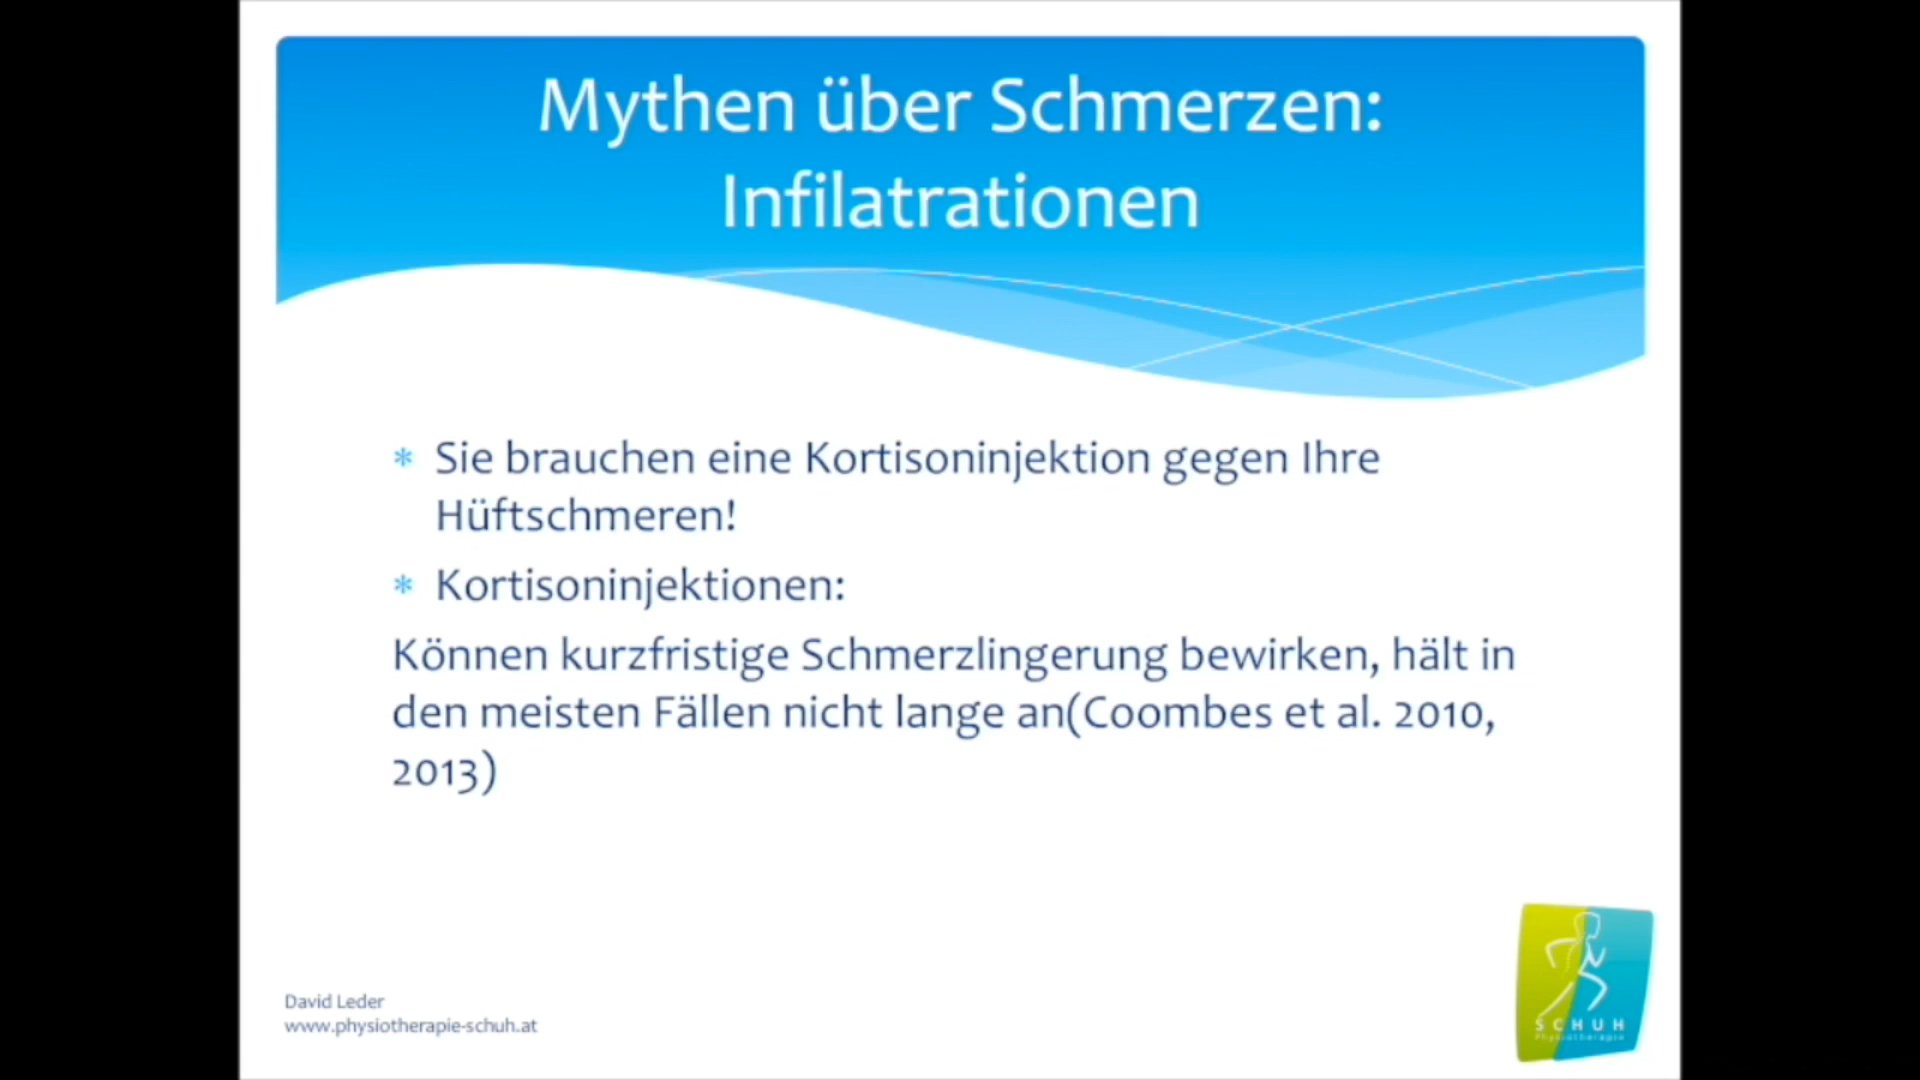 Mythen über Schmerzen:
Infilatrationen
* Sie brauchen eine Kortisoninjektion gegen Ihre
Hüftschmeren!
* Kortisoninjektionen:
Können kurzfristige Schmerzlingerung bewirken, hält in
den meisten Fällen nicht lange an(Coombes et al. 2010,
2013)
David Leder
www.physiotherapie-schuh.at
SCHUH
Physiotherapie